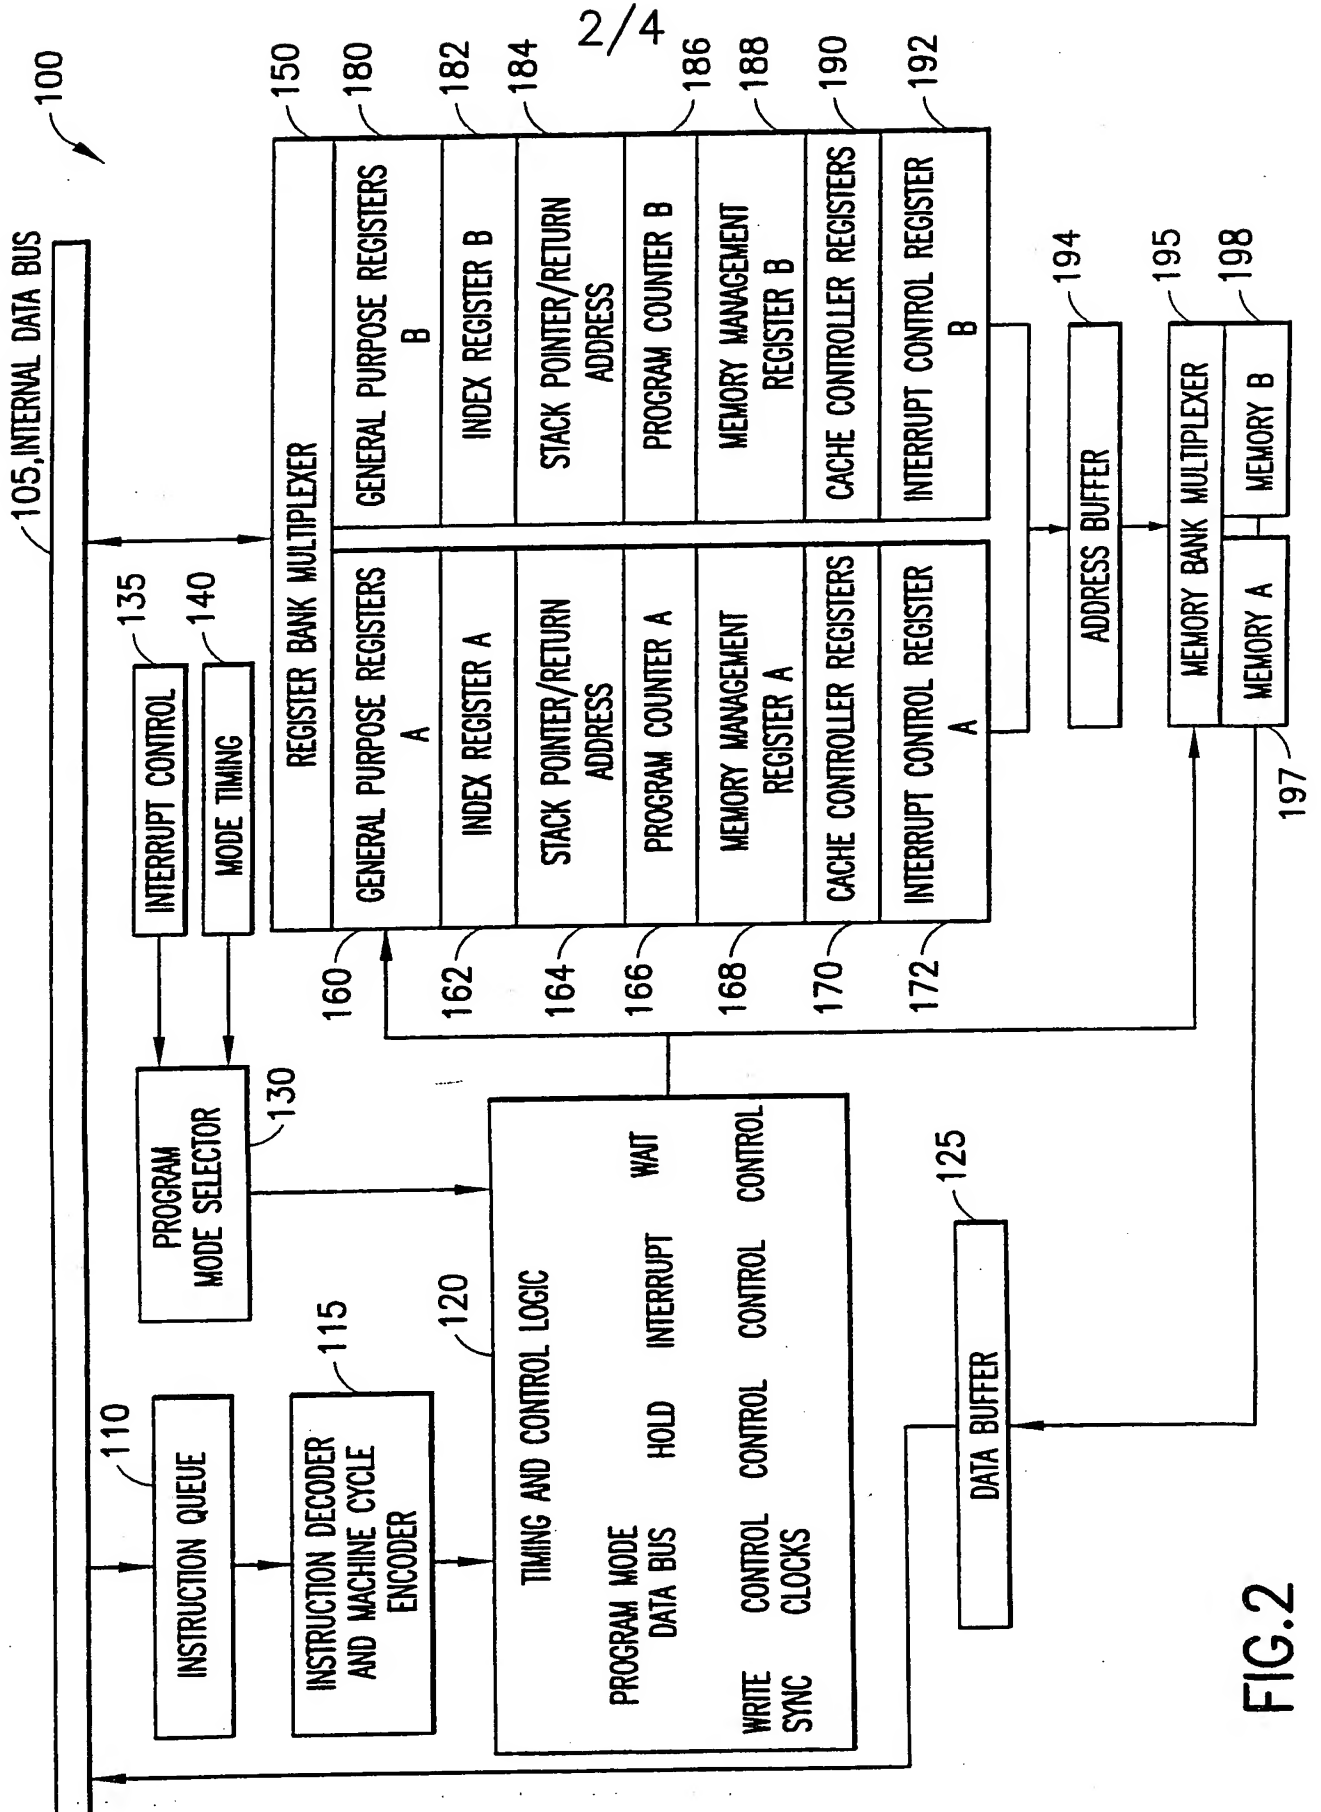 2/4
100
105,INTERNAL DATA BUS
110
INSTRUCTION QUEUE
115
INSTRUCTION DECODER
AND MACHINE CYCLE
ENCODER
PROGRAM
MODE SELECTOR
130
INTERRUPT CONTROL
135
MODE TIMING
140
120
TIMING AND CONTROL LOGIC
PROGRAM MODE
DATA BUS
HOLD
INTERRUPT
WAIT
WRITE
SYNC
CONTROL
CLOCKS
CONTROL
CONTROL
CONTROL
DATA BUFFER
125
REGISTER BANK MULTIPLEXER
150
160
GENERAL PURPOSE REGISTERS
A
162
INDEX REGISTER A
164
STACK POINTER/RETURN
ADDRESS
166
PROGRAM COUNTER A
168
MEMORY MANAGEMENT
REGISTER A
170
CACHE CONTROLLER REGISTERS
172
INTERRUPT CONTROL REGISTER
A
GENERAL PURPOSE REGISTERS
B
180
INDEX REGISTER B
182
STACK POINTER/RETURN
ADDRESS
184
PROGRAM COUNTER B
186
MEMORY MANAGEMENT
REGISTER B
188
CACHE CONTROLLER REGISTERS
190
INTERRUPT CONTROL REGISTER
B
192
ADDRESS BUFFER
194
MEMORY BANK MULTIPLEXER
195
MEMORY A
197
MEMORY B
198
FIG.2